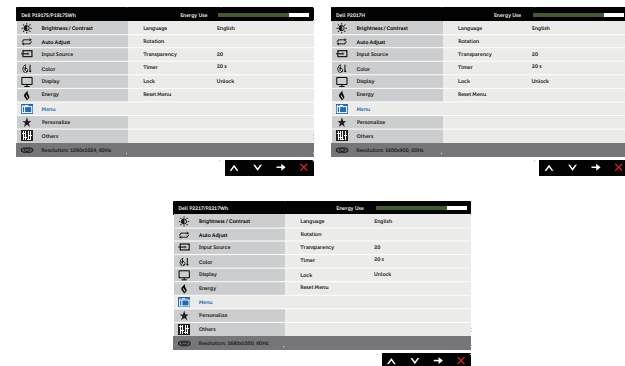 Dell P1917S/P1917SWh Energy Use
Brightness / Contrast Language English
Auto Adjust Rotation
Input Source Transparency 20
Color Timer 20 s
Display Lock Unlock
Energy Reset Menu
Menu
Personalize
Others
Resolution: 1280x1024, 60Hz
Dell P2017H Energy Use
Brightness / Contrast Language English
Auto Adjust Rotation
Input Source Transparency 20
Color Timer 20 s
Display Lock Unlock
Energy Reset Menu
Menu
Personalize
Others
Resolution: 1600x900, 60Hz
Dell P2217/P2217Wh Energy Use
Brightness / Contrast Language English
Auto Adjust Rotation
Input Source Transparency 20
Color Timer 20 s
Display Lock Unlock
Energy Reset Menu
Menu
Personalize
Others
Resolution: 1680x1050, 60Hz